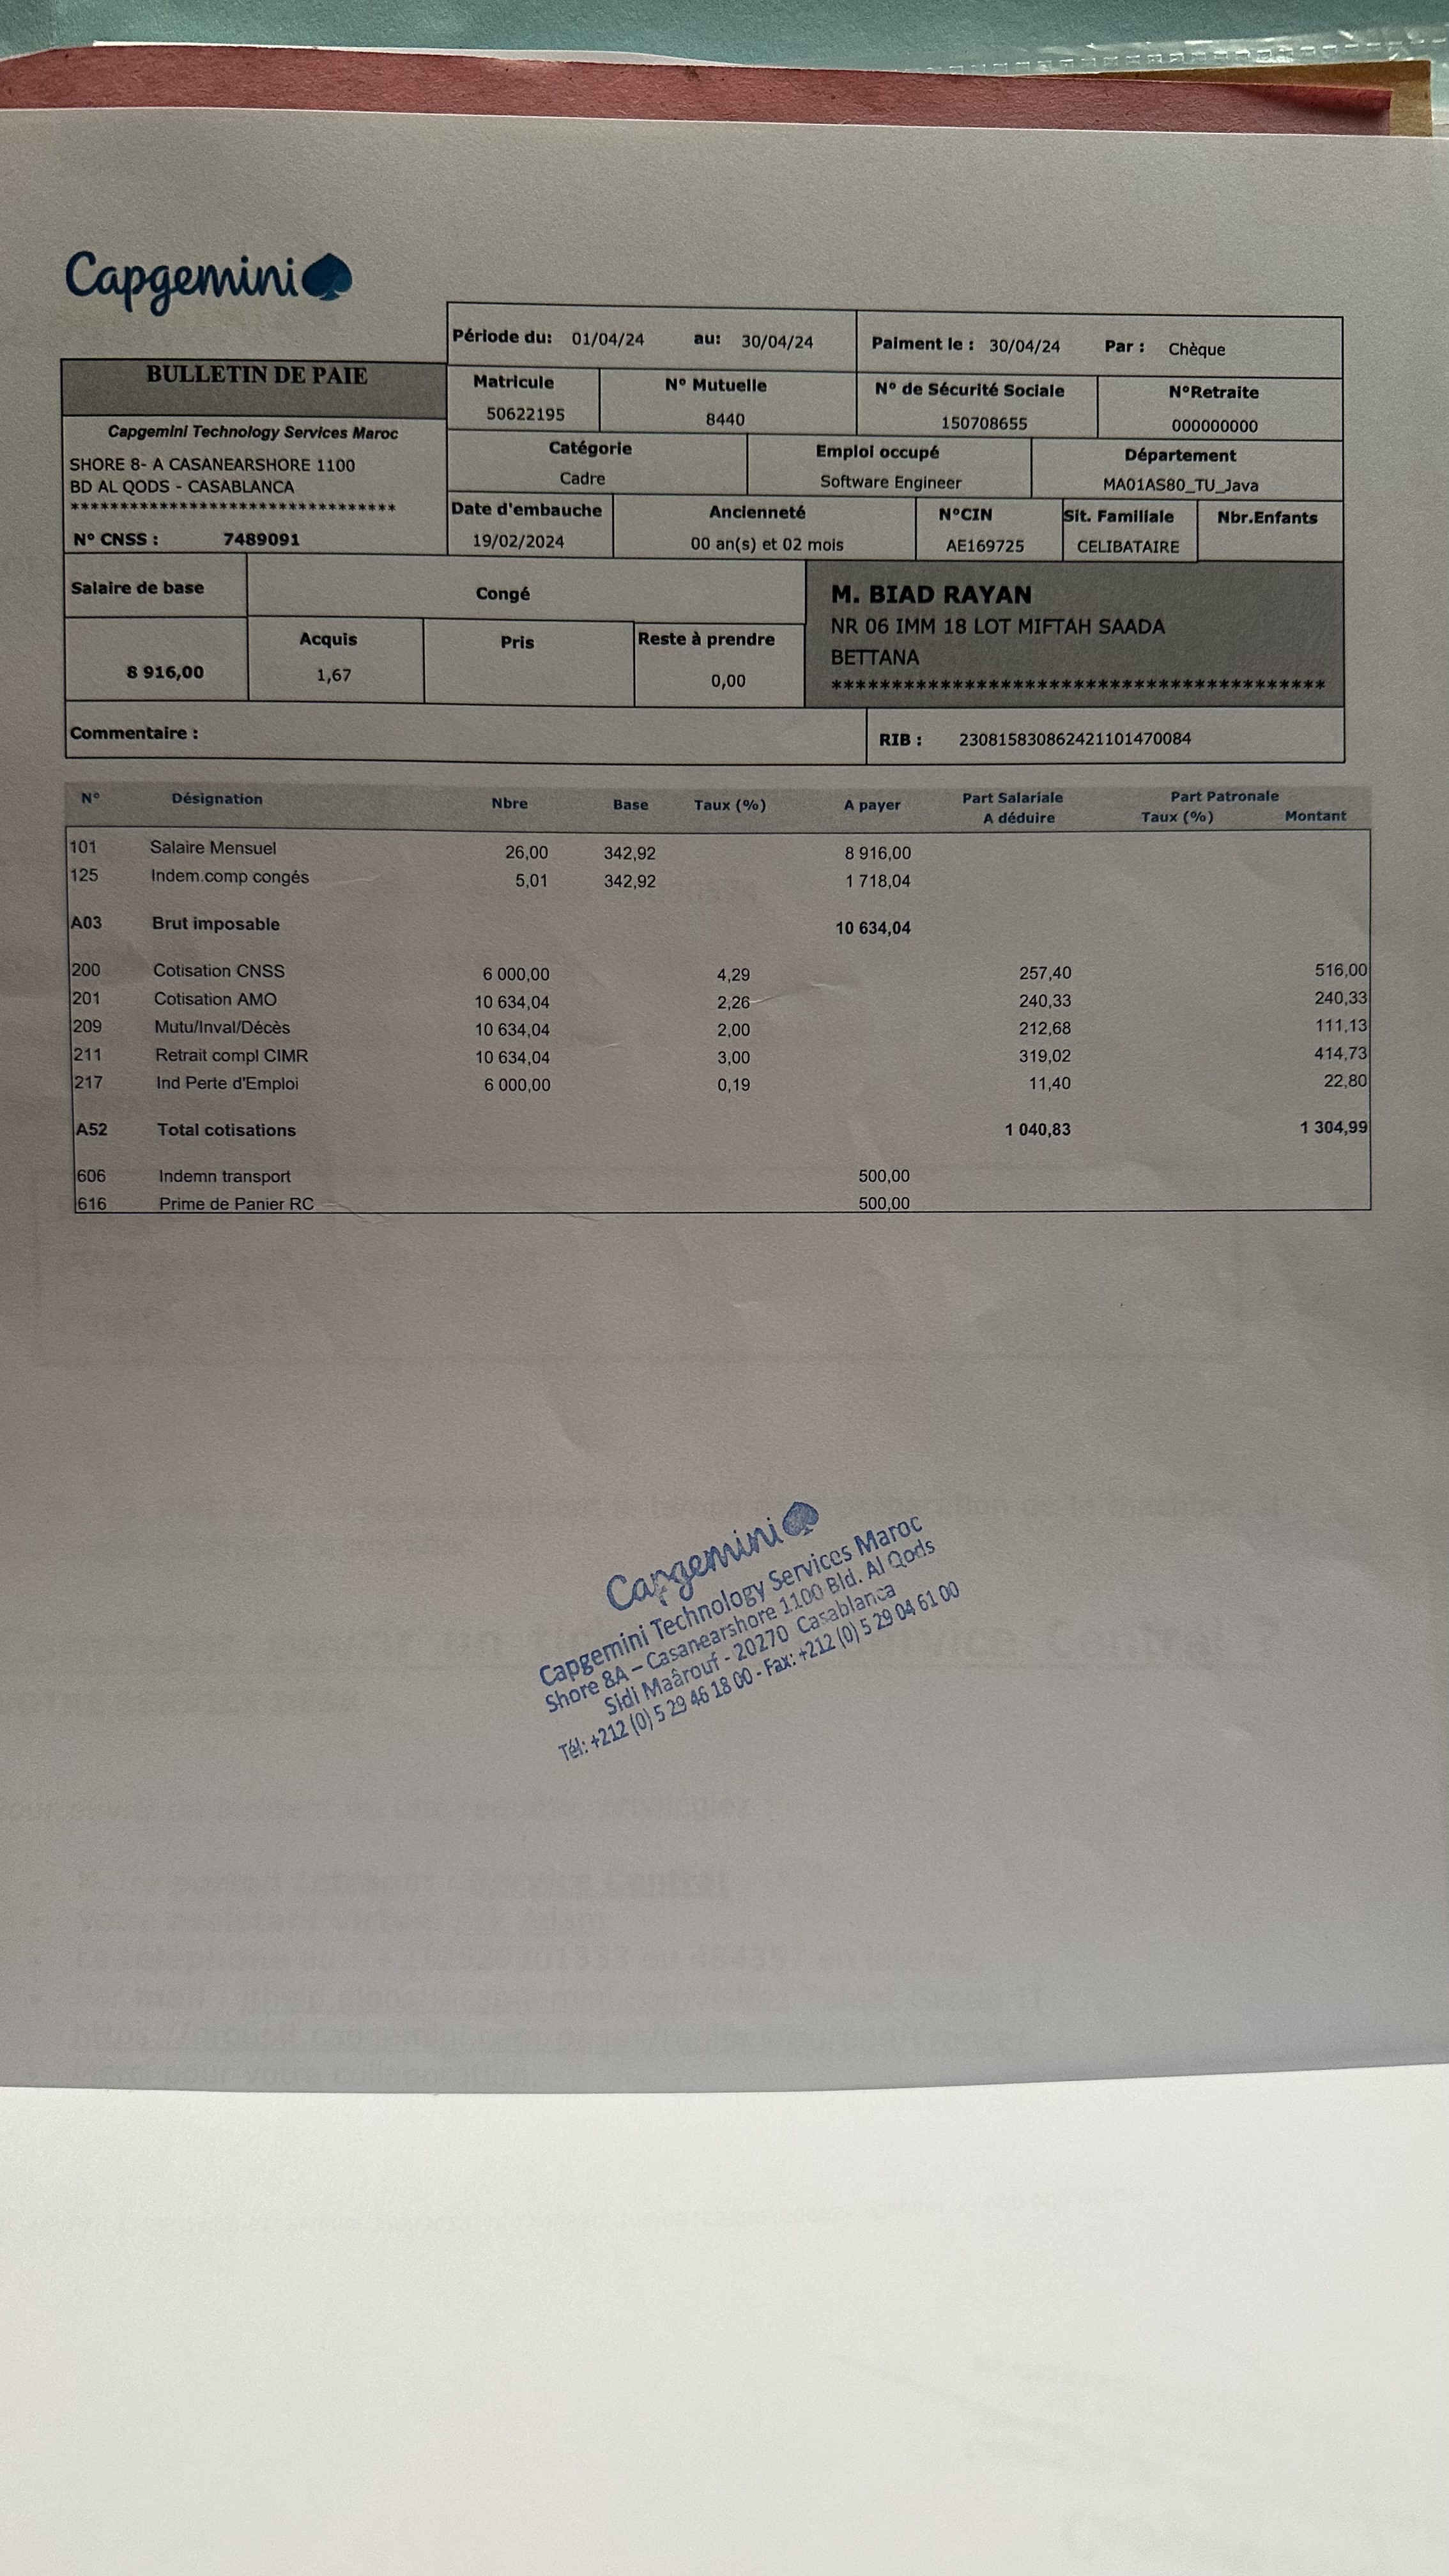 Capgemini
Période du: 01/04/24 au: 30/04/24 Paiment le : 30/04/24 Par : Chèque
BULLETIN DE PAIE
Matricule N° Mutuelle N° de Sécurité Sociale N°Retraite
50622195 8440 150708655 000000000
Capgemini Technology Services Maroc
SHORE 8- A CASANEARSHORE 1100
BD AL QODS - CASABLANCA
********************************
N° CNSS : 7489091
Catégorie Emploi occupé Département
Cadre Software Engineer MA01AS80_TU_Java
Date d'embauche Ancienneté N°CIN Sit. Familiale Nbr.Enfants
19/02/2024 00 an(s) et 02 mois AE169725 CELIBATAIRE
Salaire de base Congé
Acquis Pris Reste à prendre
8 916,00 1,67 0,00
M. BIAD RAYAN
NR 06 IMM 18 LOT MIFTAH SAADA
BETTANA
*****************************************
Commentaire : RIB : 230815830862421101470084
N° Désignation Nbre Base Taux (%) A payer Part Salariale Part Patronale
A déduire Taux (%) Montant
101 Salaire Mensuel 26,00 342,92 8 916,00
125 Indem.comp congés 5,01 342,92 1 718,04
A03 Brut imposable 10 634,04
200 Cotisation CNSS 6 000,00 4,29 257,40 516,00
201 Cotisation AMO 10 634,04 2,26 240,33 240,33
209 Mutu/Inval/Décès 10 634,04 2,00 212,68 111,13
211 Retrait compl CIMR 10 634,04 3,00 319,02 414,73
217 Ind Perte d'Emploi 6 000,00 0,19 11,40 22,80
A52 Total cotisations 1 040,83 1 304,99
606 Indemn transport 500,00
616 Prime de Panier RC 500,00
Capgemini
Capgemini Technology Services Maroc
Shore 8A – Casanearshore 1100 Bld. Al Qods
Sidi Maârouf - 20270 Casablanca
Tél: +212 (0) 5 29 46 18 00 - Fax: +212 (0) 5 29 04 61 00